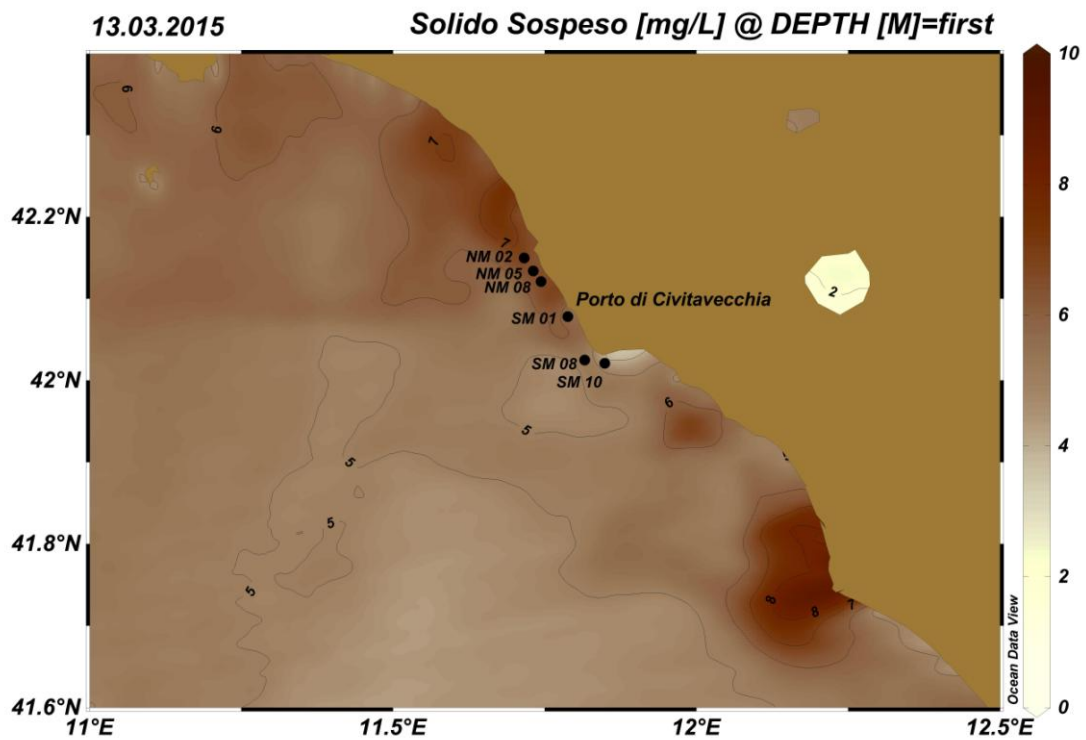 13.03.2015 Solido Sospeso [mg/L] @ DEPTH [M]=first
10
8
6
4
2
0
Ocean Data View
42.2°N
42°N
41.8°N
41.6°N
11°E 11.5°E 12°E 12.5°E
6
6
7
7
NM 02
NM 05
NM 08
Porto di Civitavecchia
2
SM 01
SM 08
SM 10
6
5
5
5
5
8
8
7